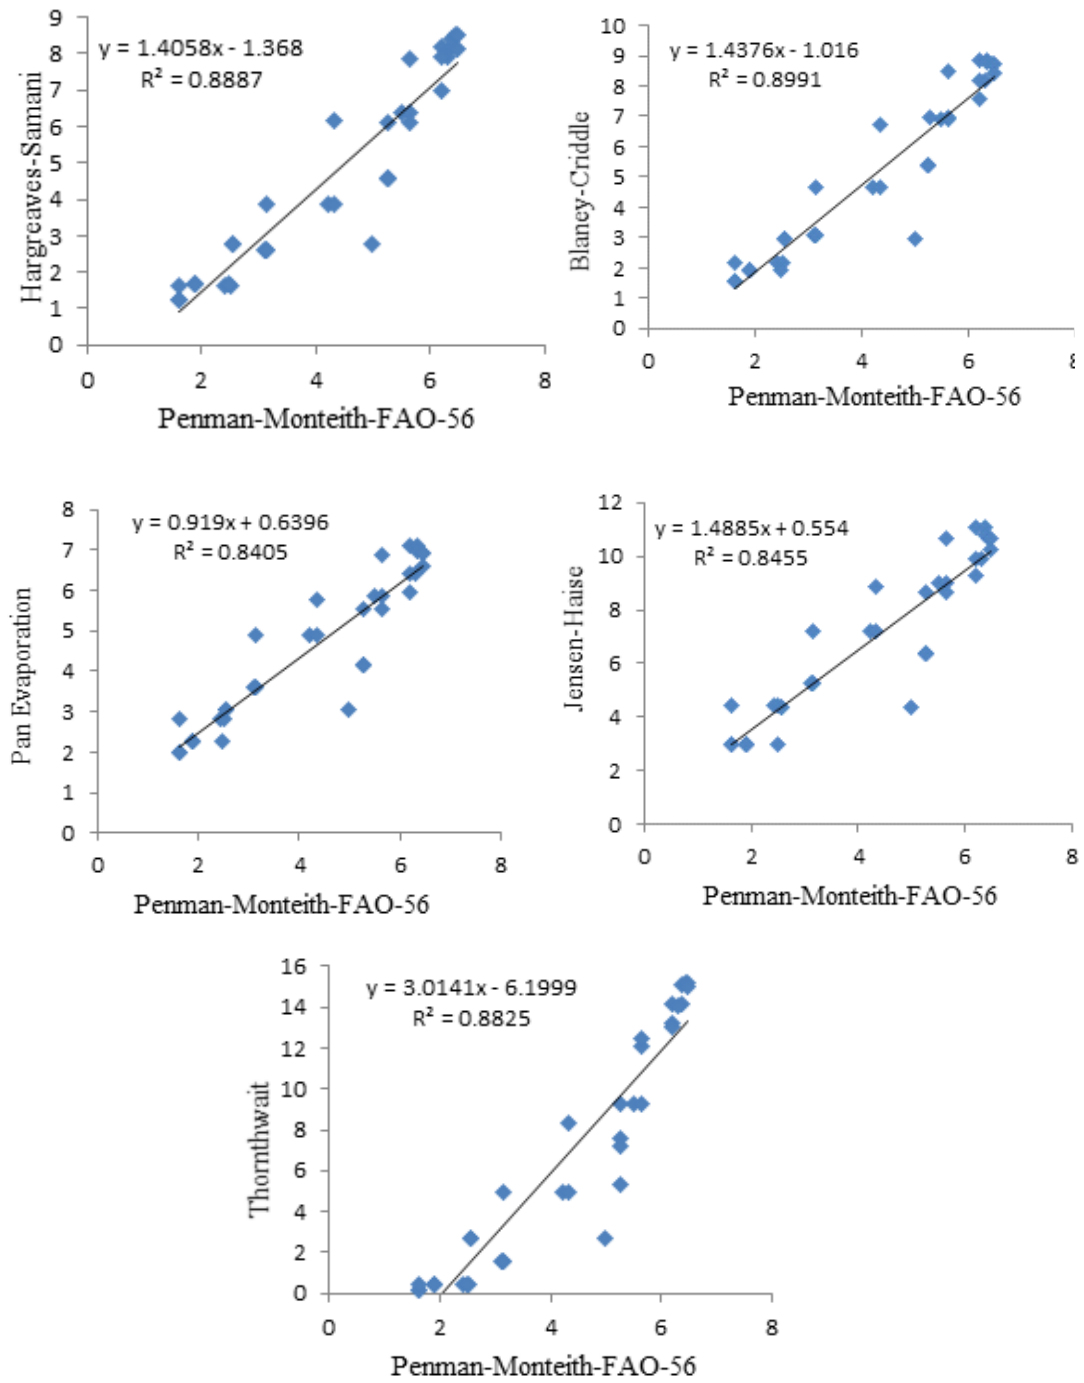 y = 1.4058x - 1.368
R² = 0.8887
Hargreaves-Samani
9
8
7
6
5
4
3
2
1
0
0 2 4 6 8
Penman-Monteith-FAO-56
y = 1.4376x - 1.016
R² = 0.8991
Blaney-Criddle
10
9
8
7
6
5
4
3
2
1
0
0 2 4 6 8
Penman-Monteith-FAO-56
y = 0.919x + 0.6396
R² = 0.8405
Pan Evaporation
8
7
6
5
4
3
2
1
0
0 2 4 6 8
Penman-Monteith-FAO-56
y = 1.4885x + 0.554
R² = 0.8455
Jensen-Haise
12
10
8
6
4
2
0
0 2 4 6 8
Penman-Monteith-FAO-56
y = 3.0141x - 6.1999
R² = 0.8825
Thornthwait
16
14
12
10
8
6
4
2
0
0 2 4 6 8
Penman-Monteith-FAO-56